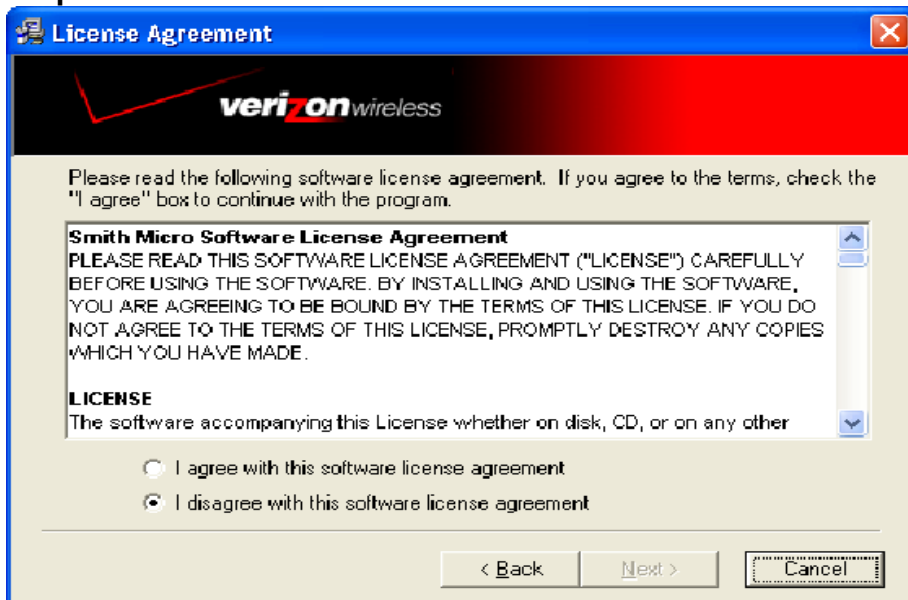 License Agreement
verizon wireless
Please read the following software license agreement. If you agree to the terms, check the
"I agree" box to continue with the program.
Smith Micro Software License Agreement
PLEASE READ THIS SOFTWARE LICENSE AGREEMENT ("LICENSE") CAREFULLY
BEFORE USING THE SOFTWARE. BY INSTALLING AND USING THE SOFTWARE,
YOU ARE AGREEING TO BE BOUND BY THE TERMS OF THIS LICENSE. IF YOU DO
NOT AGREE TO THE TERMS OF THIS LICENSE, PROMPTLY DESTROY ANY COPIES
WHICH YOU HAVE MADE.
LICENSE
The software accompanying this License whether on disk, CD, or on any other
I agree with this software license agreement
I disagree with this software license agreement
< Back Next > Cancel